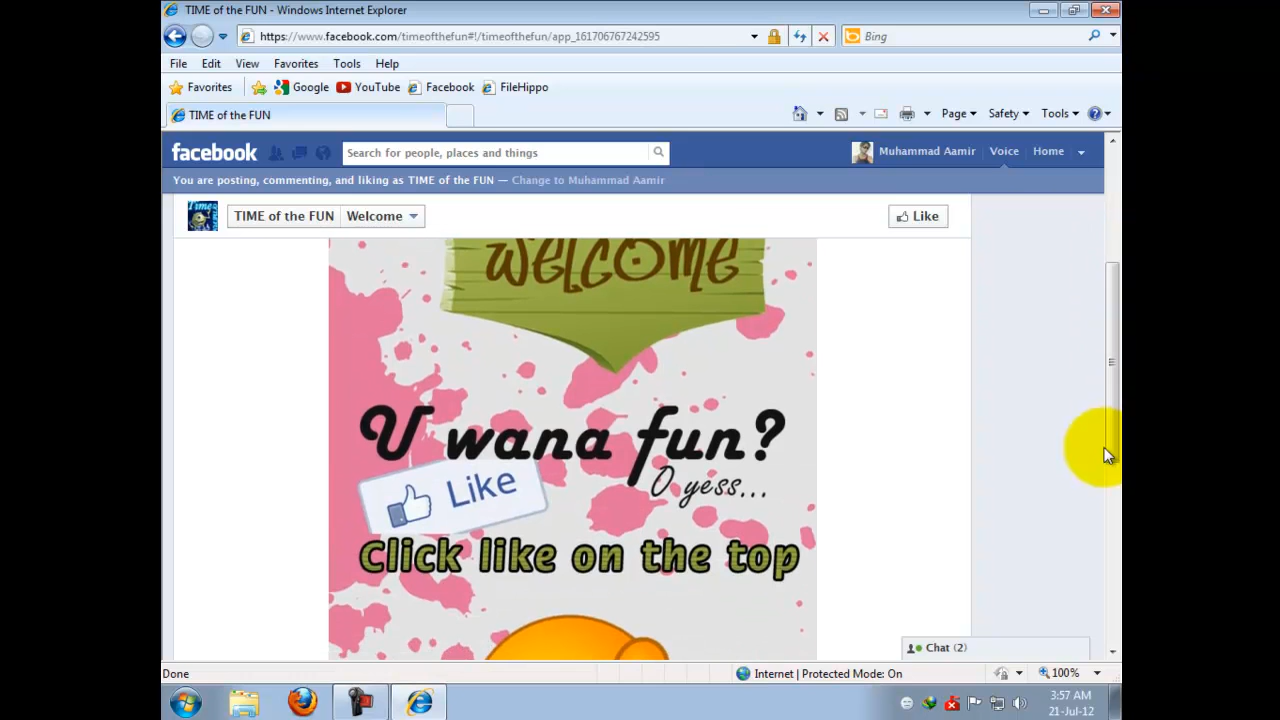 TIME of the FUN - Windows Internet Explorer
https://www.facebook.com/timeofthefun#!/timeofthefun/app_161706767242595
Bing
File Edit View Favorites Tools Help
Favorites Google YouTube Facebook FileHippo
TIME of the FUN
Page Safety Tools
facebook
Search for people, places and things
Muhammad Aamir Voice Home
You are posting, commenting, and liking as TIME of the FUN — Change to Muhammad Aamir
Time
TIME of the FUN Welcome
Like
WELCOME
U wana fun?
O yess...
Like
Click like on the top
Chat (2)
Done
Internet | Protected Mode: On
100%
3:57 AM
21-Jul-12